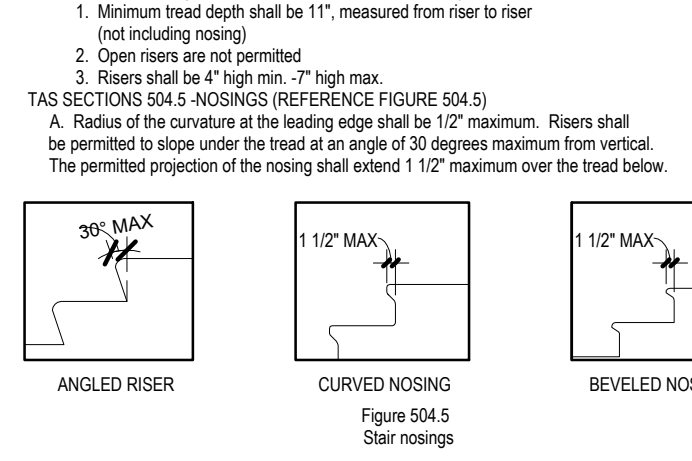 1. Minimum tread depth shall be 11", measured from riser to riser
(not including nosing)
2. Open risers are not permitted
3. Risers shall be 4" high min. -7" high max.
TAS SECTIONS 504.5 -NOSINGS (REFERENCE FIGURE 504.5)
A. Radius of the curvature at the leading edge shall be 1/2" maximum. Risers shall
be permitted to slope under the tread at an angle of 30 degrees maximum from vertical.
The permitted projection of the nosing shall extend 1 1/2" maximum over the tread below.
30° MAX
1 1/2" MAX
1 1/2" MAX
ANGLED RISER
CURVED NOSING
BEVELED NOS
Figure 504.5
Stair nosings